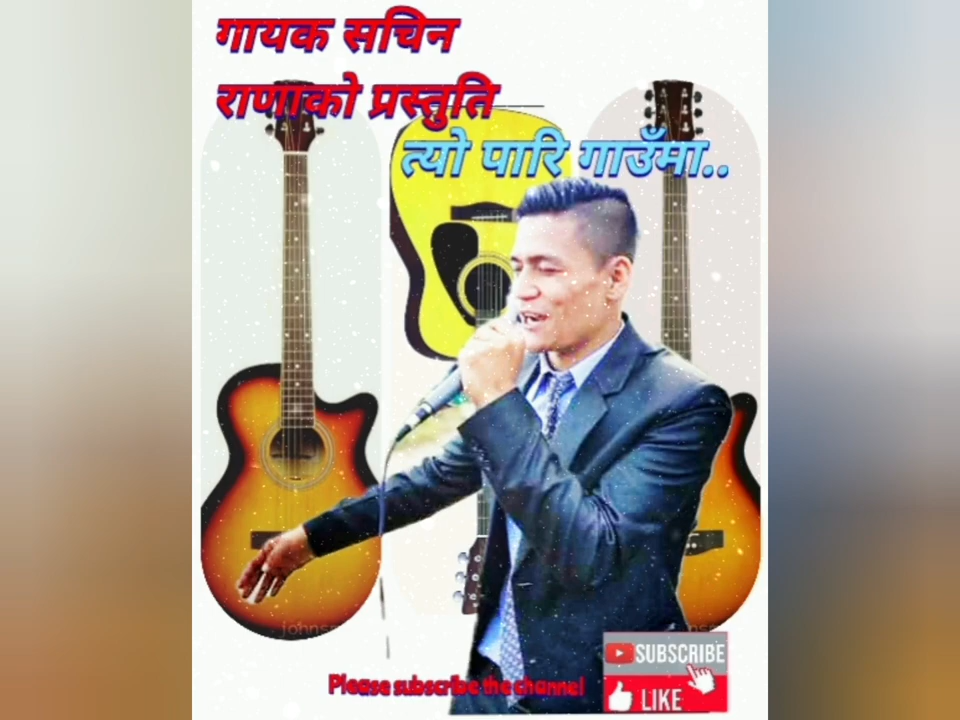 गायक सचिन
राणाको प्रस्तुति
त्यो पारि गाउँमा..
SUBSCRIBE
LIKE
Please subscribe the channel